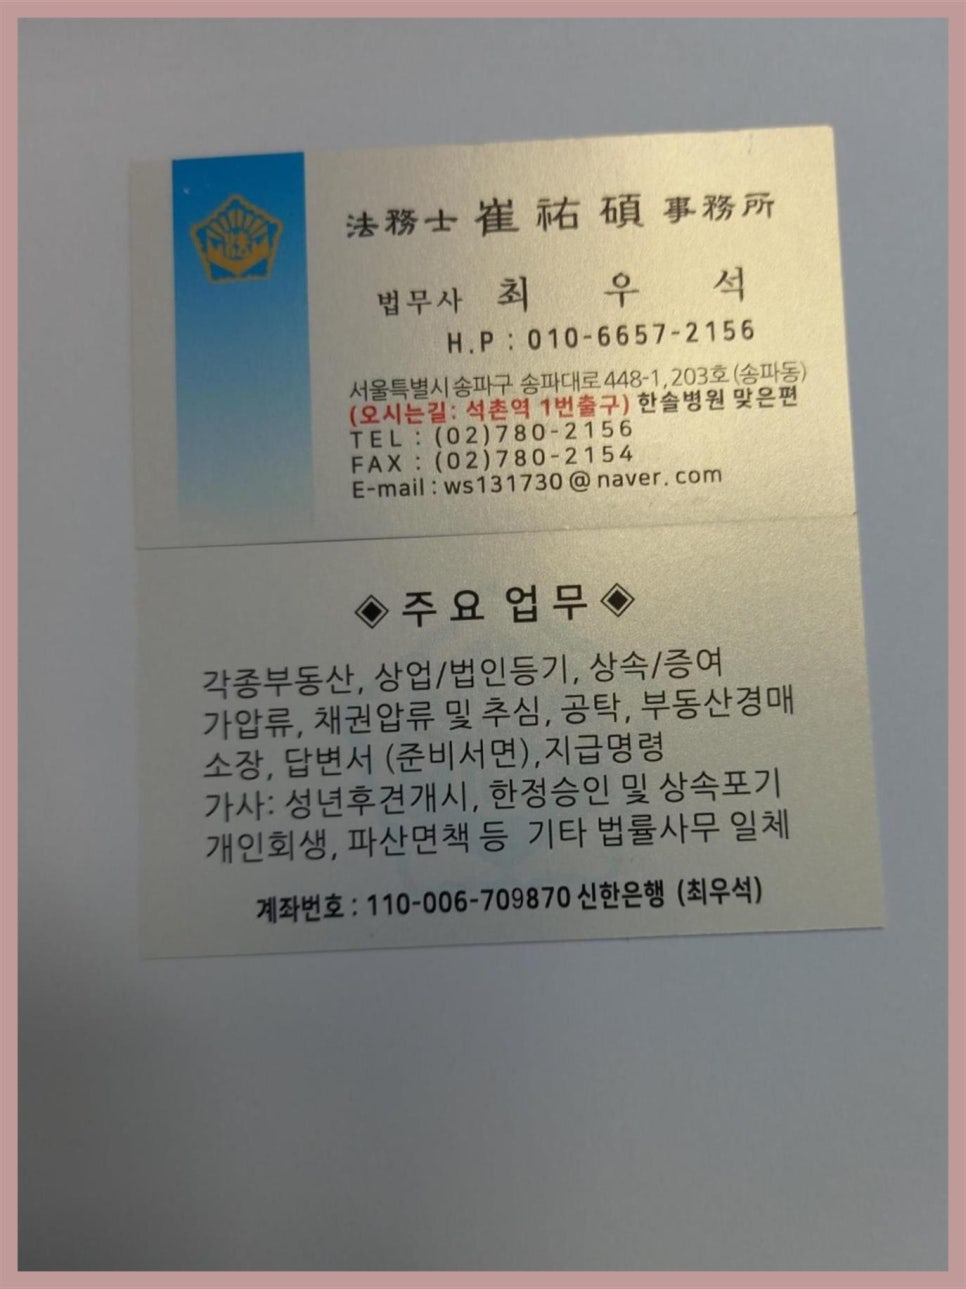 法務士 崔祐碩 事務所
법무사 최 우 석
H.P : 010-6657-2156
서울특별시 송파구 송파대로 448-1, 203호 (송파동)
(오시는길: 석촌역 1번출구) 한솔병원 맞은편
TEL : (02)780-2156
FAX : (02)780-2154
E-mail : ws131730@naver.com
法
◈ 주요 업무 ◈
각종부동산, 상업/법인등기, 상속/증여
가압류, 채권압류 및 추심, 공탁, 부동산경매
소장, 답변서 (준비서면), 지급명령
가사: 성년후견개시, 한정승인 및 상속포기
개인회생, 파산면책 등 기타 법률사무 일체
계좌번호 : 110-006-709870 신한은행 (최우석)